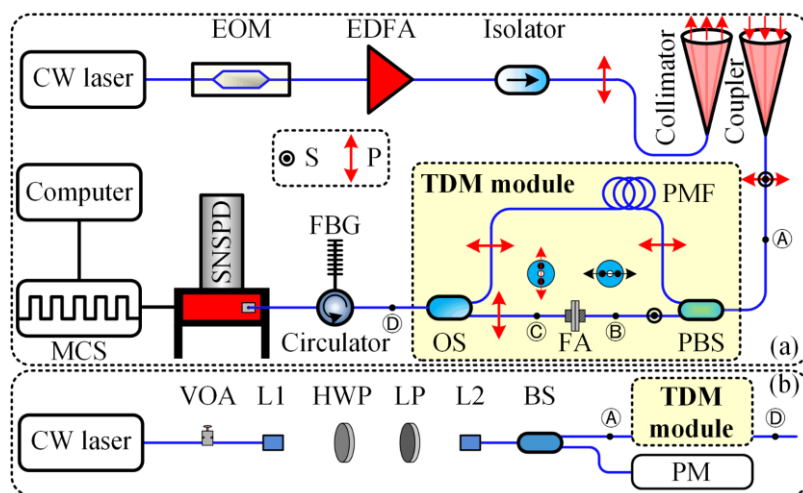 EOM EDFA Isolator
CW laser
Collimator
Coupler
S P
TDM module
PMF
Computer
SNSPD
FBG
A
D
C
B
MCS
Circulator
OS
FA
PBS
(a)
(b)
VOA L1 HWP LP L2 BS
CW laser
A
TDM
module
D
PM